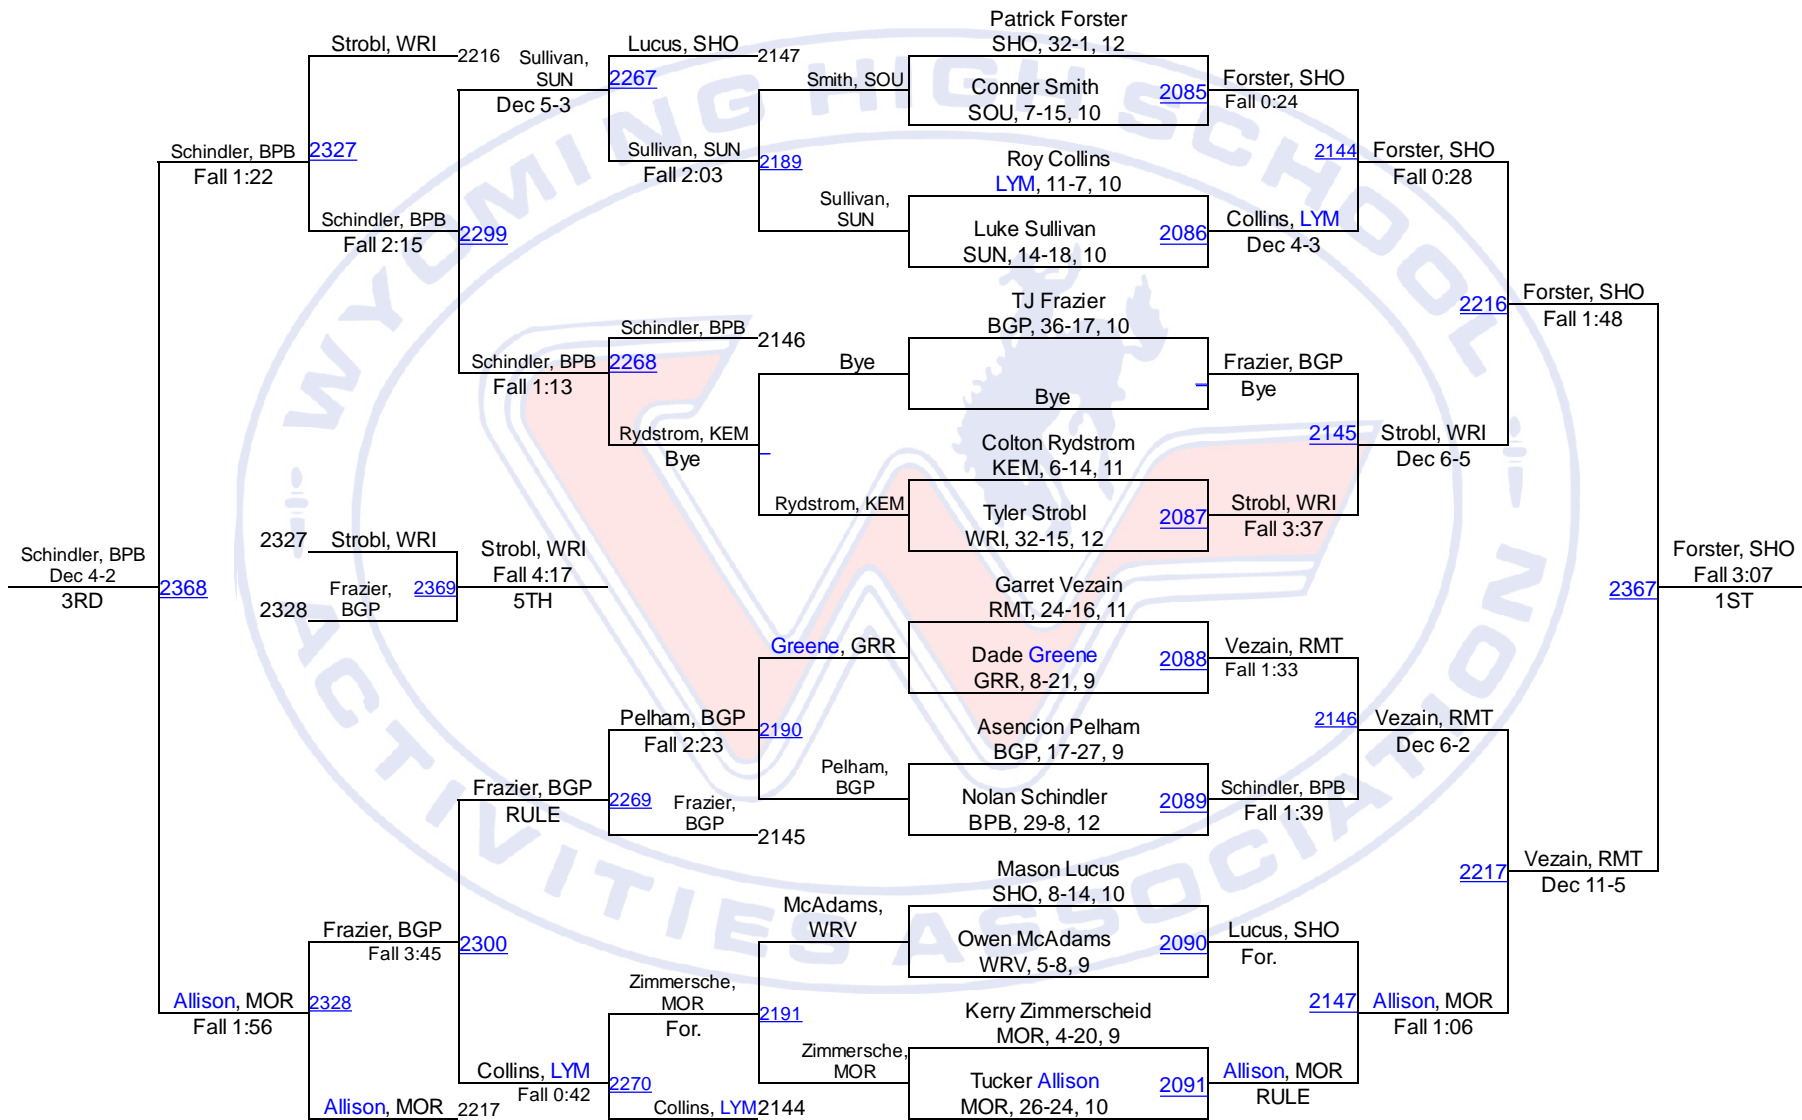 WYOMING HIGH SCHOOL
ACTIVITIES ASSOCIATION
Schindler, BPB
Dec 4-2
3RD
2368
Schindler, BPB
Fall 1:22
2327
Allison, MOR
Fall 1:56
2328
Strobl, WRI
2216
Schindler, BPB
Fall 2:15
2299
2327
Strobl, WRI
2328
Frazier,
BGP
2369
Strobl, WRI
Fall 4:17
5TH
Frazier, BGP
Fall 3:45
2300
Allison, MOR
2217
Sullivan,
SUN
Dec 5-3
2267
Schindler, BPB
Fall 1:13
2268
Frazier, BGP
RULE
2269
Collins, LYM
Fall 0:42
2270
Lucus, SHO
2147
Sullivan, SUN
Fall 2:03
2189
Schindler, BPB
2146
Rydstrom, KEM
Bye
Pelham, BGP
Fall 2:23
2190
Frazier,
BGP
2145
Zimmersche,
MOR
For.
2191
Collins, LYM
2144
Smith, SOU
Sullivan,
SUN
Bye
Rydstrom, KEM
Greene, GRR
Pelham,
BGP
McAdams,
WRV
Zimmersche,
MOR
Patrick Forster
SHO, 32-1, 12
Conner Smith
SOU, 7-15, 10
2085
Roy Collins
LYM, 11-7, 10
Luke Sullivan
SUN, 14-18, 10
2086
TJ Frazier
BGP, 36-17, 10
Bye
Colton Rydstrom
KEM, 6-14, 11
Tyler Strobl
WRI, 32-15, 12
2087
Garret Vezain
RMT, 24-16, 11
Dade Greene
GRR, 8-21, 9
2088
Asencion Pelham
BGP, 17-27, 9
Nolan Schindler
BPB, 29-8, 12
2089
Mason Lucus
SHO, 8-14, 10
Owen McAdams
WRV, 5-8, 9
2090
Kerry Zimmerscheid
MOR, 4-20, 9
Tucker Allison
MOR, 26-24, 10
2091
Forster, SHO
Fall 0:24
Collins, LYM
Dec 4-3
2144
Frazier, BGP
Bye
Strobl, WRI
Fall 3:37
2145
Vezain, RMT
Fall 1:33
Schindler, BPB
Fall 1:39
2146
Lucus, SHO
For.
Allison, MOR
RULE
2147
Forster, SHO
Fall 0:28
Strobl, WRI
Dec 6-5
2216
Vezain, RMT
Dec 6-2
Allison, MOR
Fall 1:06
2217
Forster, SHO
Fall 1:48
Vezain, RMT
Dec 11-5
2367
Forster, SHO
Fall 3:07
1ST